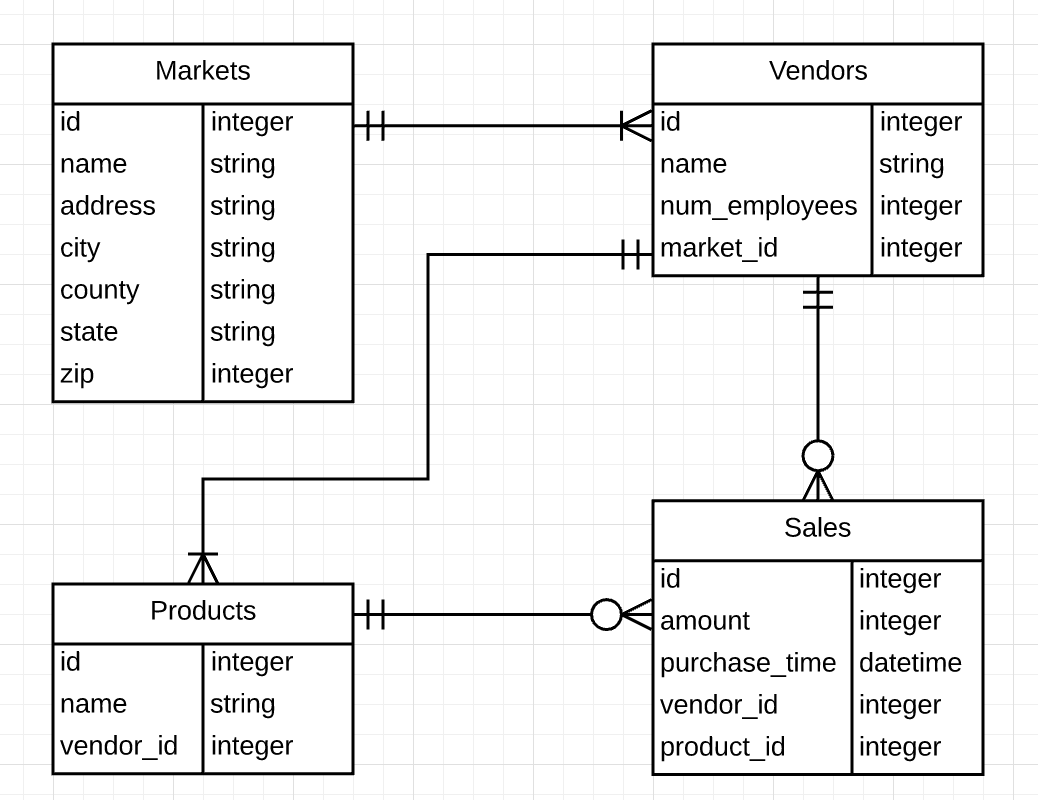 Markets
id integer
name string
address string
city string
county string
state string
zip integer
Vendors
id integer
name string
num_employees integer
market_id integer
Products
id integer
name string
vendor_id integer
Sales
id integer
amount integer
purchase_time datetime
vendor_id integer
product_id integer